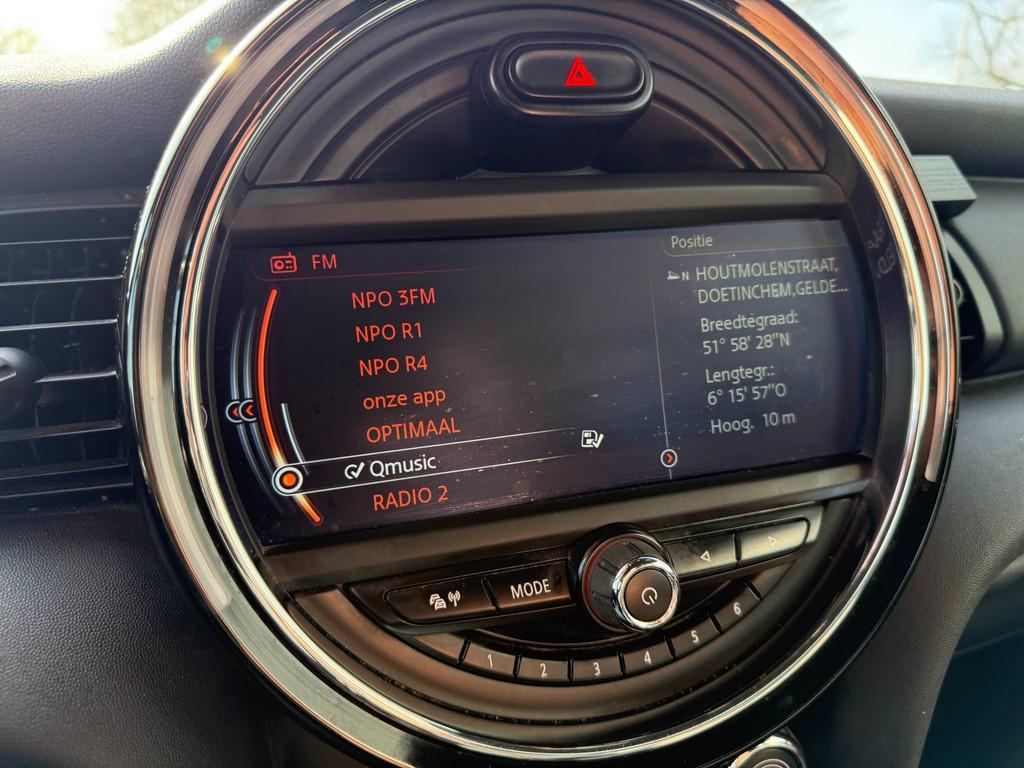 FM
NPO 3FM
NPO R1
NPO R4
onze app
OPTIMAAL
Qmusic
RADIO 2
Positie
N HOUTMOLENSTRAAT,
DOETINCHEM,GELDE...
Breedtegraad:
51° 58' 28"N
Lengtegr.:
6° 15' 57"O
Hoog. 10 m
MODE
1 2 3 4 5 6